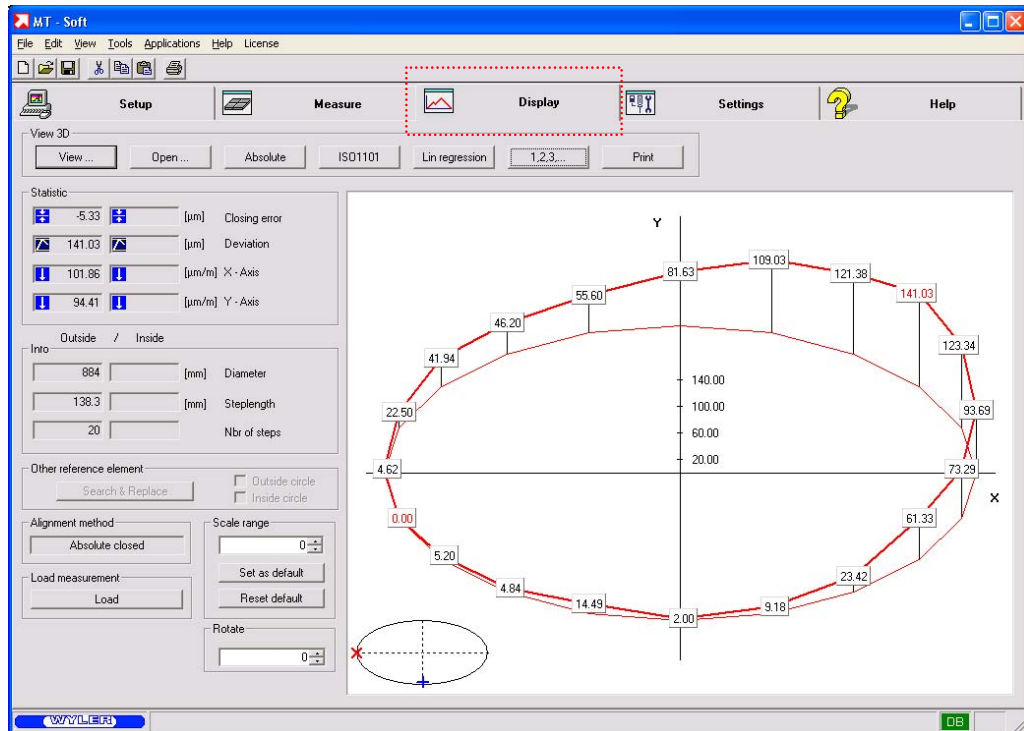 MT - Soft
File Edit View Tools Applications Help License
Setup Measure Display Settings Help
View 3D
View ... Open ... Absolute ISO1101 Lin regression 1,2,3,... Print
Statistic
-5.33 [µm] Closing error
141.03 [µm] Deviation
101.86 [µm/m] X - Axis
94.41 [µm/m] Y - Axis
Outside / Inside
Into
884 [mm] Diameter
138.3 [mm] Steplength
20 Nbr of steps
Other reference element
Search & Replace
Outside circle
Inside circle
Alignment method
Absolute closed
Load measurement
Load
Scale range
0
Set as default
Reset default
Rotate
0
Y
109.03
81.63
121.38
55.60
141.03
46.20
123.34
41.94
140.00
100.00
22.50
93.69
60.00
20.00
4.62
73.29
X
0.00
61.33
5.20
23.42
4.84
14.49
9.18
2.00
WYLER
DB